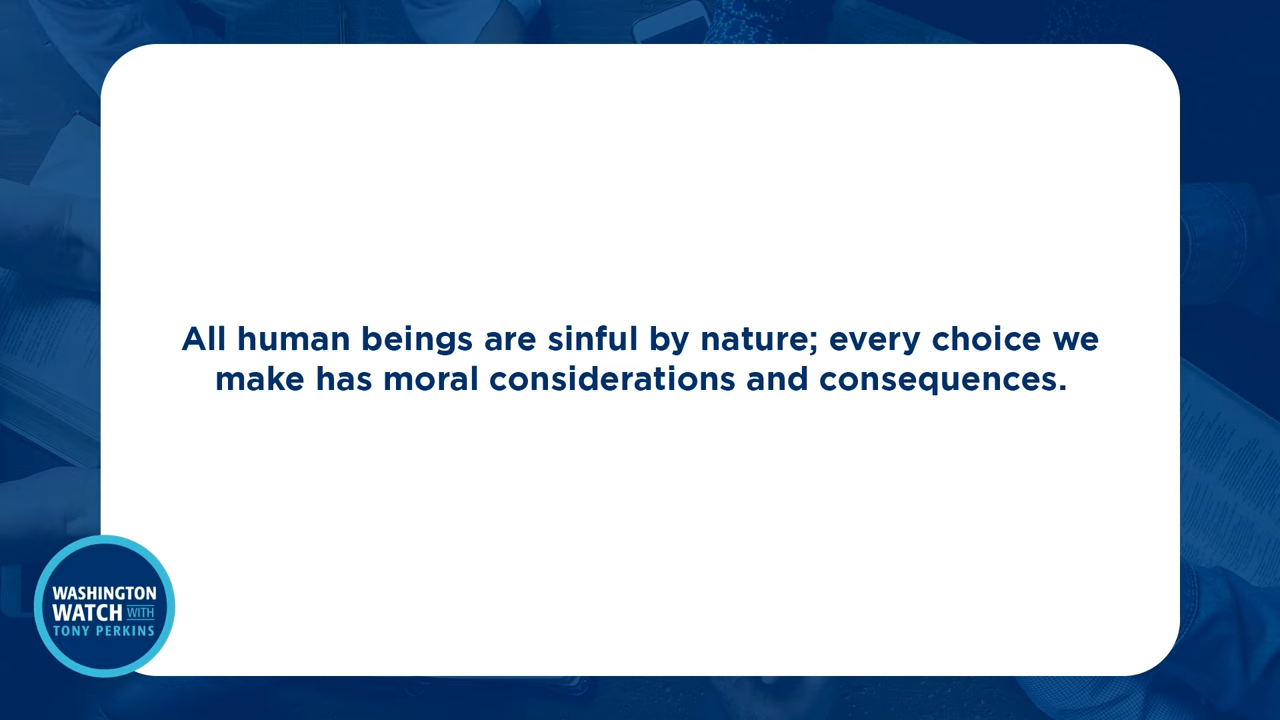 All human beings are sinful by nature; every choice we
make has moral considerations and consequences.
WASHINGTON
WATCH WITH
TONY PERKINS